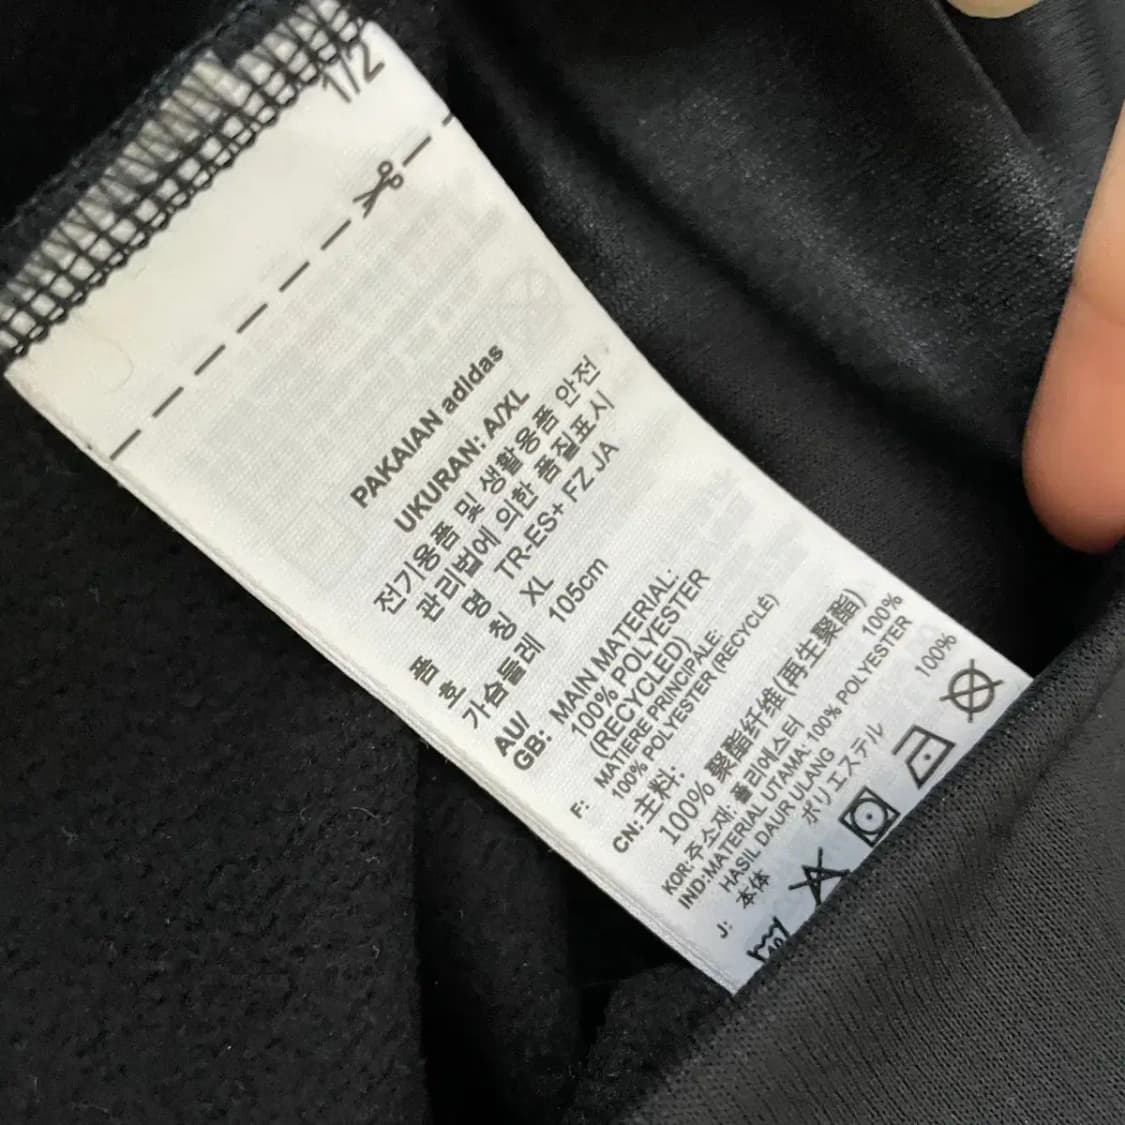 1/2
PAKAIAN adidas
UKURAN: A/XL
전기용품 및 생활용품 안전
관리법에 의한 품질표시
품 명 TR-ES+ FZ JA
호 칭 XL
가슴둘레 105cm
AU/
GB: MAIN MATERIAL:
100% POLYESTER
(RECYCLED)
F: MATIERE PRINCIPALE:
100% POLYESTER (RECYCLÉ)
CN: 主料:
100% 聚酯纤维(再生聚酯)
KOR:주소재: 폴리에스터 100%
IND:MATERIAL UTAMA: 100% POLYESTER
HASIL DAUR ULANG
J: 本体 ポリエステル 100%